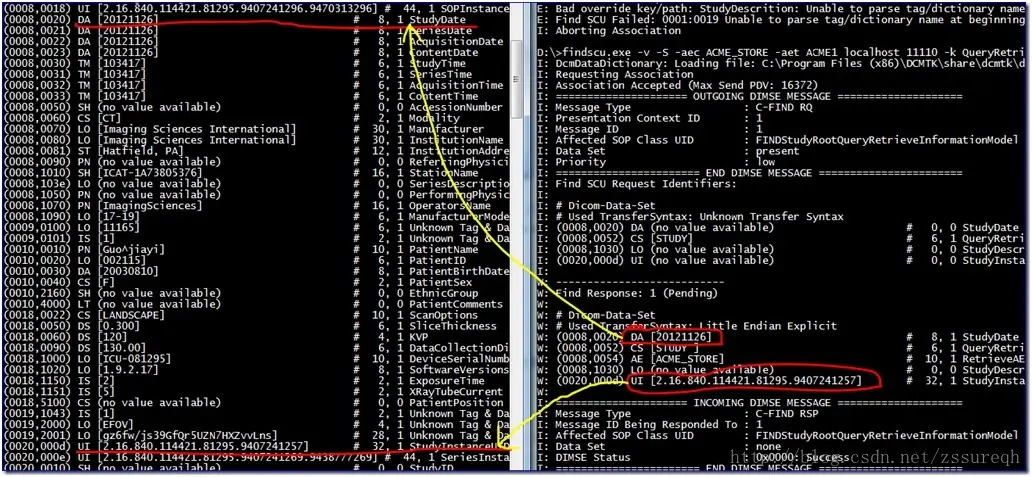 (0008,0018) UI [2.16.840.114421.81295.9407241296.9470313296] # 44, 1 SOPInstance
(0008,0020) DA [20121126] # 8, 1 StudyDate
(0008,0021) DA [20121126] # 8, 1 SeriesDate
(0008,0022) DA [20121126] # 8, 1 AcquisitionDate
(0008,0023) DA [20121126] # 8, 1 ContentDate
(0008,0030) TM [103417] # 6, 1 StudyTime
(0008,0031) TM [103417] # 6, 1 SeriesTime
(0008,0032) TM [103417] # 6, 1 AcquisitionTime
(0008,0033) TM [103417] # 6, 1 ContentTime
(0008,0050) SH (no value available) # 0, 0 AccessionNumber
(0008,0060) CS [CT] # 2, 1 Modality
(0008,0070) LO [Imaging Sciences International] # 30, 1 Manufacturer
(0008,0080) LO [Imaging Sciences International] # 30, 1 InstitutionName
(0008,0081) ST [Hatfield, PA] # 12, 1 InstitutionAddre
(0008,0090) PN (no value available) # 0, 0 ReferringPhysici
(0008,1010) SH [ICAT-1A73805376] # 16, 1 StationName
(0008,103e) LO (no value available) # 0, 0 SeriesDescriptio
(0008,1050) PN (no value available) # 0, 0 PerformingPhysic
(0008,1070) PN [ImagingSciences] # 16, 1 OperatorsName
(0008,1090) LO [17-19] # 6, 1 ManufacturerMode
(0009,0100) LO [11165] # 6, 1 Unknown Tag & Da
(0009,0101) IS [1] # 2, 1 Unknown Tag & Da
(0010,0010) PN [Guo^jiayi] # 10, 1 PatientName
(0010,0020) LO [002115] # 6, 1 PatientID
(0010,0030) DA [20030810] # 8, 1 PatientBirthDate
(0010,0040) CS [F] # 2, 1 PatientSex
(0010,2160) SH (no value available) # 0, 0 EthnicGroup
(0010,4000) LT (no value available) # 0, 0 PatientComments
(0018,0022) CS [LANDSCAPE] # 10, 1 ScanOptions
(0018,0050) DS [0.300] # 6, 1 SliceThickness
(0018,0060) DS [120] # 4, 1 KVP
(0018,0090) DS [130.00] # 6, 1 DataCollectionDi
(0018,1000) LO [ICU-081295] # 10, 1 DeviceSerialNumb
(0018,1020) LO [1.9.2.17] # 8, 1 SoftwareVersions
(0018,1150) IS [2] # 2, 1 ExposureTime
(0018,1151) IS [5] # 2, 1 XRayTubeCurrent
(0018,5100) CS (no value available) # 0, 0 PatientPosition
(0019,1043) IS [1] # 2, 1 Unknown Tag & Da
(0019,2000) LO [EFOV] # 4, 1 Unknown Tag & Da
(0019,2001) LO [gz6fw/js39GfQr5UZN7HXZvvLns] # 28, 1 Unknown Tag & Da
(0020,000d) UI [2.16.840.114421.81295.9407241257] # 32, 1 StudyInstanceUID
(0020,000e) UI [2.16.840.114421.81295.9407241269.9438777269] # 44, 1 SeriesInstan
(0020,0010) SH (no value available) # 0, 0 StudyID
E: Bad override key/path: StudyDescrition: Unable to parse tag/dictionary name
E: Find SCU Failed: 0001:0019 Unable to parse tag/dictionary name at beginning
I: Aborting Association
D:\>findscu.exe -v -S -aec ACME_STORE -aet ACME1 localhost 11110 -k QueryRetri
I: DcmDataDictionary: Loading file: C:\Program Files (x86)\DCMTK\share\dcmtk\d
I: Requesting Association
I: Association Accepted (Max Send PDV: 16372)
I: ===================== OUTGOING DIMSE MESSAGE =====================
I: Message Type : C-FIND RQ
I: Presentation Context ID : 1
I: Message ID : 1
I: Affected SOP Class UID : FINDStudyRootQueryRetrieveInformationModel
I: Data Set : present
I: Priority : low
I: ======================= END DIMSE MESSAGE =======================
I: Find SCU Request Identifiers:
I:
I: # Dicom-Data-Set
I: # Used TransferSyntax: Unknown Transfer Syntax
I: (0008,0020) DA (no value available) # 0, 0 StudyDate
I: (0008,0052) CS [STUDY] # 6, 1 QueryRetri
I: (0008,1030) LO (no value available) # 0, 0 StudyDescr
I: (0020,000d) UI (no value available) # 0, 0 StudyInsta
I:
W: ---------------------------
W: Find Response: 1 (Pending)
W:
W: # Dicom-Data-Set
W: # Used TransferSyntax: Little Endian Explicit
W: (0008,0020) DA [20121126] # 8, 1 StudyDate
W: (0008,0052) CS [STUDY ] # 6, 1 QueryRetri
W: (0008,0054) AE [ACME_STORE] # 10, 1 RetrieveAE
W: (0008,1030) LO (no value available) # 0, 0 StudyDescr
W: (0020,000d) UI [2.16.840.114421.81295.9407241257] # 32, 1 StudyInsta
W:
I: ===================== INCOMING DIMSE MESSAGE =====================
I: Message Type : C-FIND RSP
I: Message ID Being Responded To : 1
I: Affected SOP Class UID : FINDStudyRootQueryRetrieveInformationModel
I: Data Set : none
I: DIMSE Status : 0x0000: Success
I: ======================= END DIMSE MESSAGE =======================
http://blog.csdn.net/zssureqh